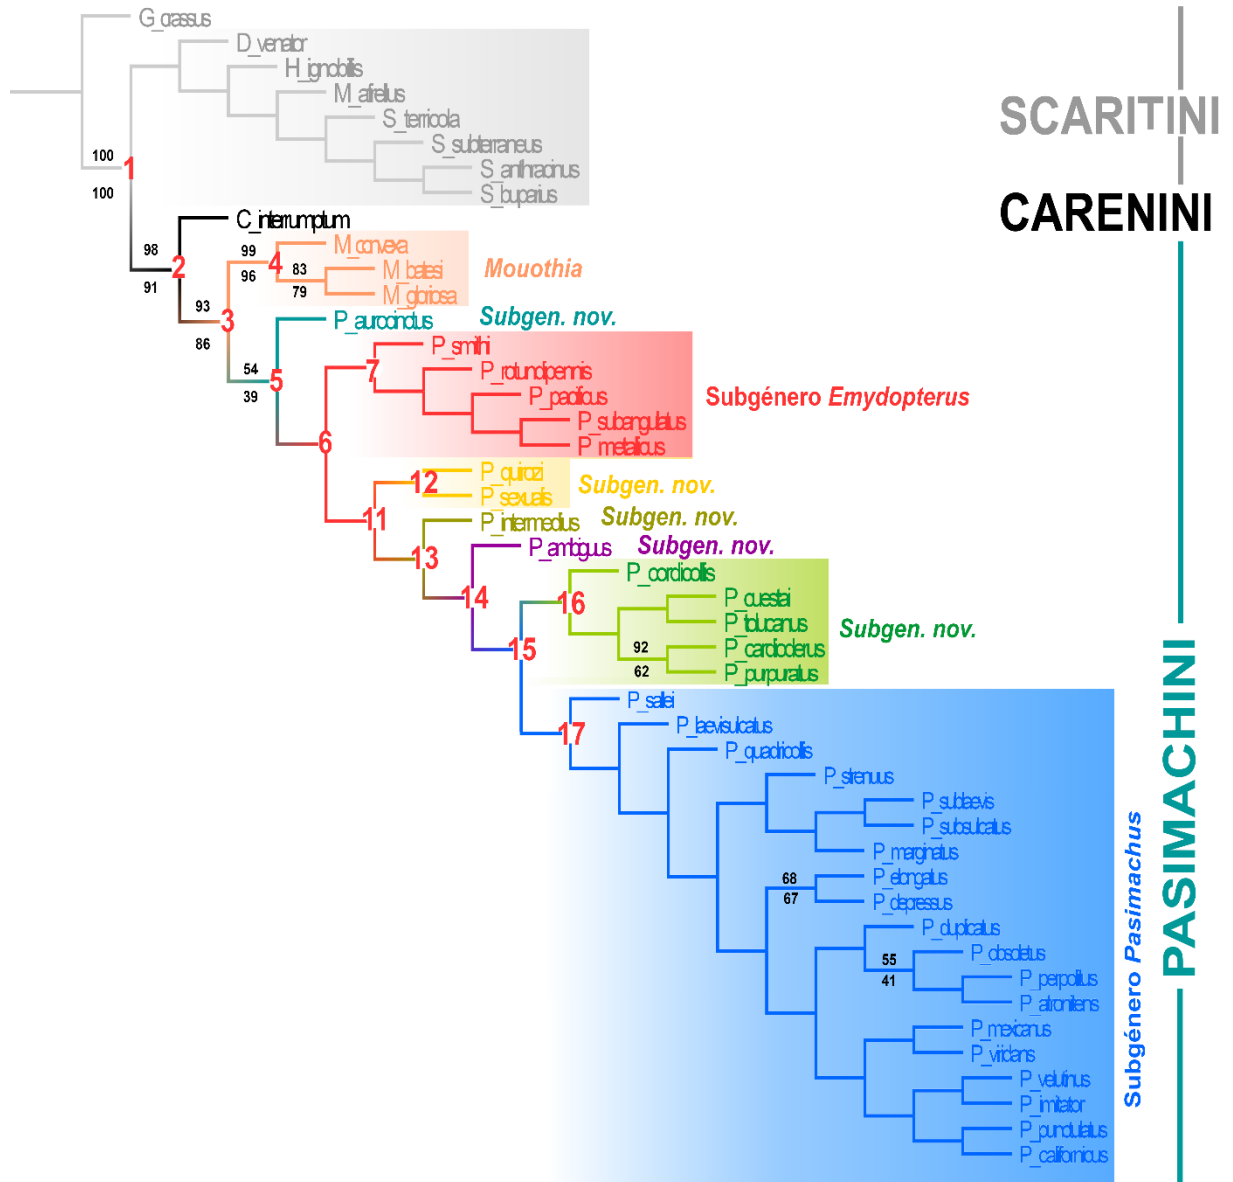 G_crassus
D_venator
H_ignobilis
M_afrelius
S_terricola
S_subterraneus
S_anthracinus
S_buparius
SCARITINI
100
1
100
CARENINI
C_interrumptum
98
2
91
M_convexa
99
4
96
83
M_batesi
79
M_gloriosa
Mouothia
93
3
86
P_aurocinctus
Subgen. nov.
54
5
39
P_smithi
7
P_rotundipennis
P_pacificus
P_subangulatus
P_metallicus
Subgénero Emydopterus
6
P_quirozi
12
P_sexualis
Subgen. nov.
11
P_intermedius
Subgen. nov.
13
P_ambiguus
Subgen. nov.
14
P_cordicollis
16
P_cuestai
P_tolucanus
92
P_cardioderus
62
P_purpuratus
Subgen. nov.
15
P_sallei
17
P_laevisulcatus
P_quadricollis
P_strenuus
P_sublaevis
P_subsulcatus
P_marginatus
68
P_elongatus
67
P_depressus
P_duplicatus
55
P_obsoletus
41
P_perpolitus
P_atronitens
P_mexicanus
P_viridans
P_velutinus
P_imitator
P_punctulatus
P_californicus
Subgénero Pasimachus
PASIMACHINI